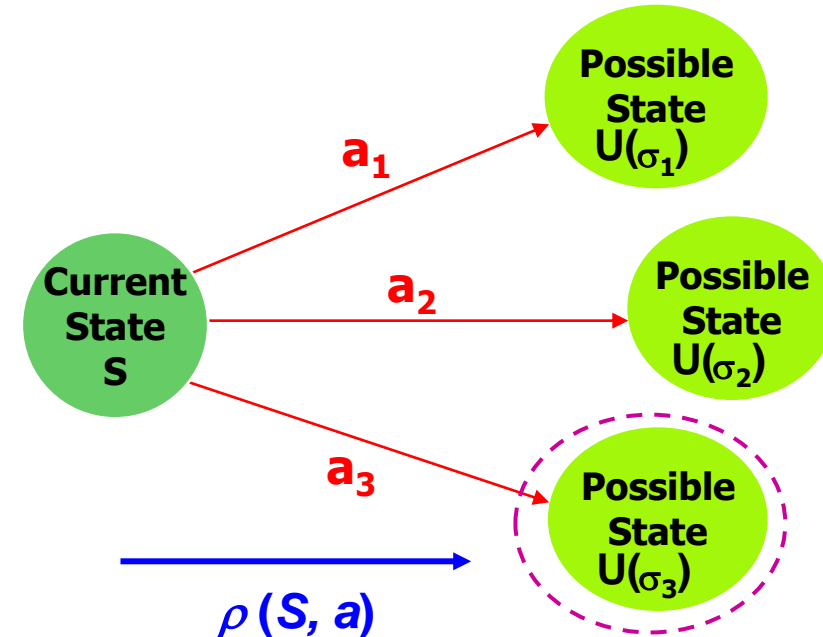 Possible
State
U(σ₁)
a₁
Current
State
S
a₂
Possible
State
U(σ₂)
a₃
Possible
State
U(σ₃)
ρ (S, a)